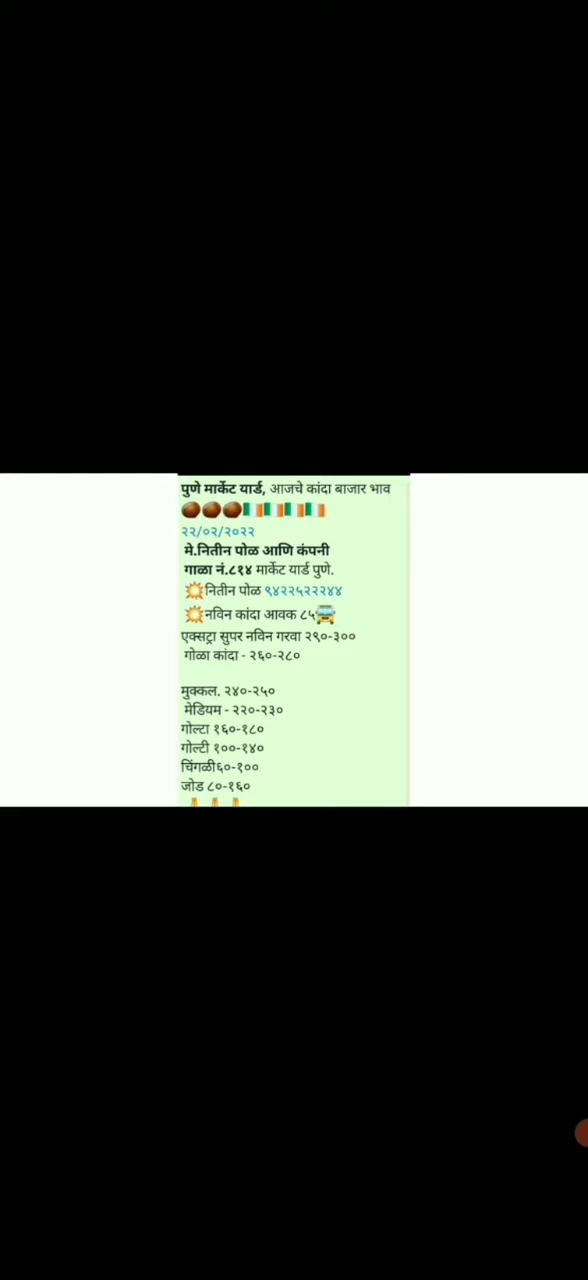 पुणे मार्केट यार्ड, आजचे कांदा बाजार भाव
२२/०२/२०२२
मे.नितीन पोळ आणि कंपनी
गाळा नं.८१४ मार्केट यार्ड पुणे.
नितीन पोळ ९४२२५२२२४४
नविन कांदा आवक ८५
एक्सट्रा सुपर नविन गरवा २९०-३००
गोळा कांदा - २६०-२८०
मुक्कल. २४०-२५०
मेडियम - २२०-२३०
गोल्टा १६०-१८०
गोल्टी १००-१४०
चिंगळी६०-१००
जोड ८०-१६०